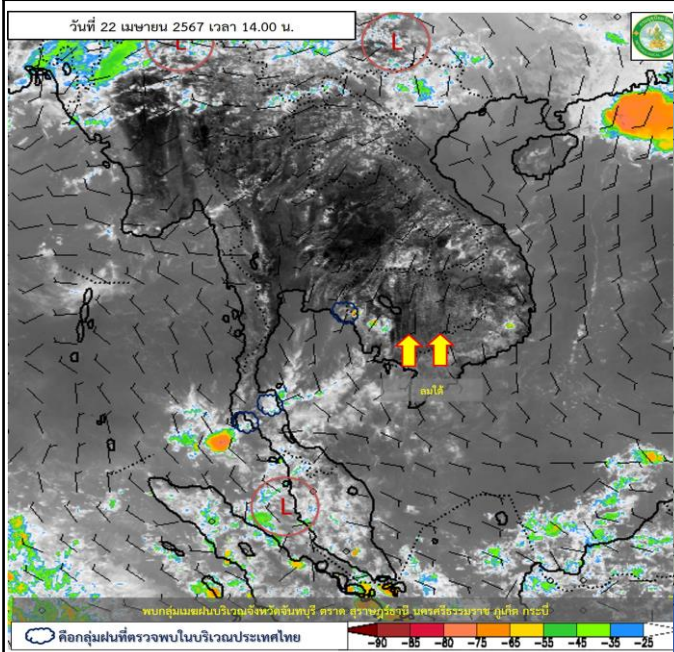 วันที่ 22 เมษายน 2567 เวลา 14.00 น.
L
L
ลมใต้
L
พบกลุ่มเมฆฝนบริเวณจังหวัดจันทบุรี ตราด สุราษฎร์ธานี นครศรีธรรมราช ภูเก็ต กระบี่
คือกลุ่มฝนที่ตรวจพบในบริเวณประเทศไทย
-90 -85 -80 -75 -65 -55 -45 -35 -25